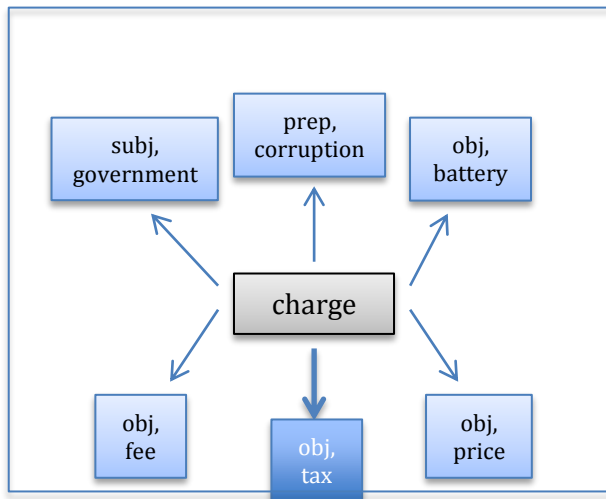 subj,
government
prep,
corruption
obj,
battery
charge
obj,
fee
obj,
tax
obj,
price